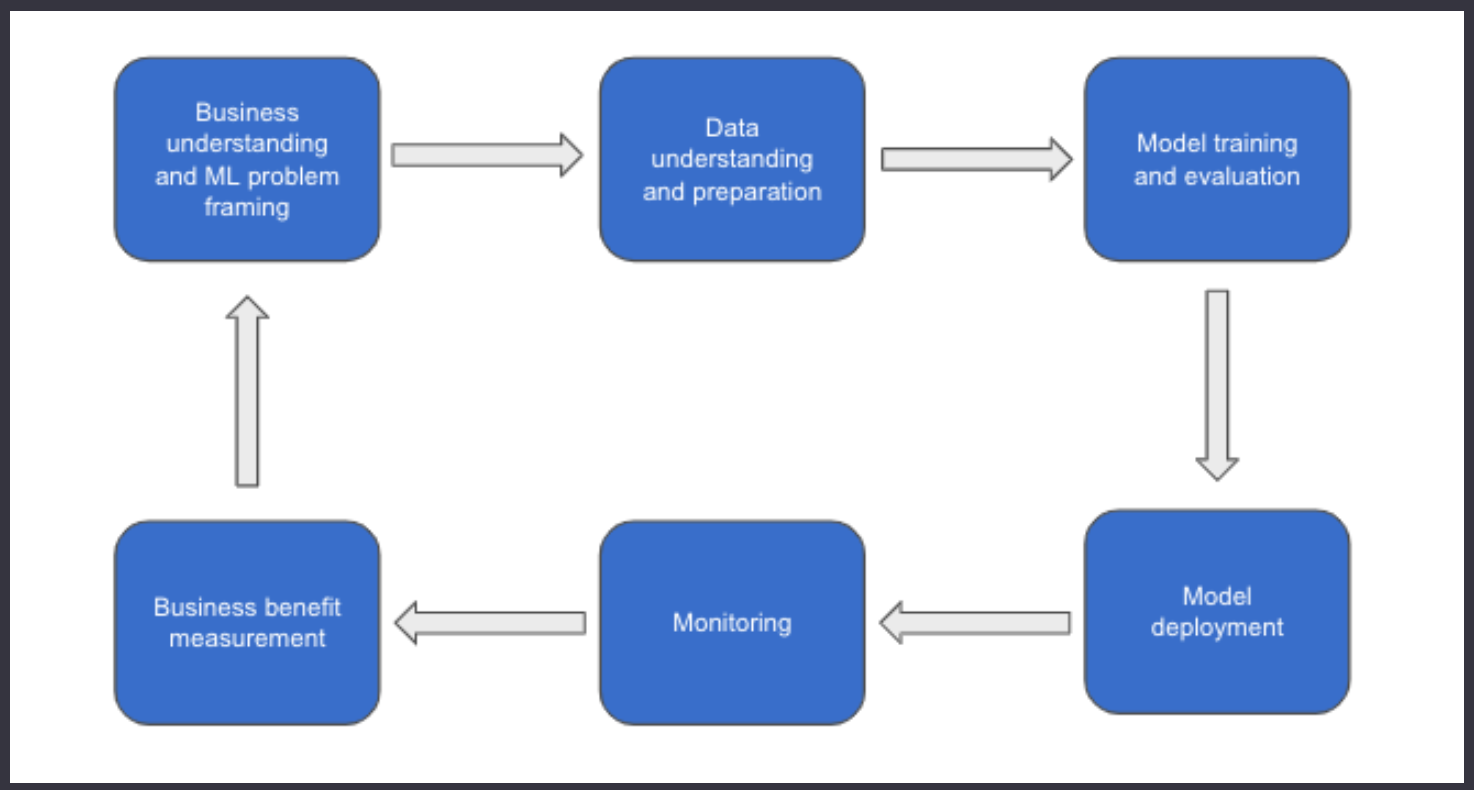 Business
understanding
and ML problem
framing
Data
understanding
and preparation
Model training
and evaluation
Business benefit
measurement
Monitoring
Model
deployment